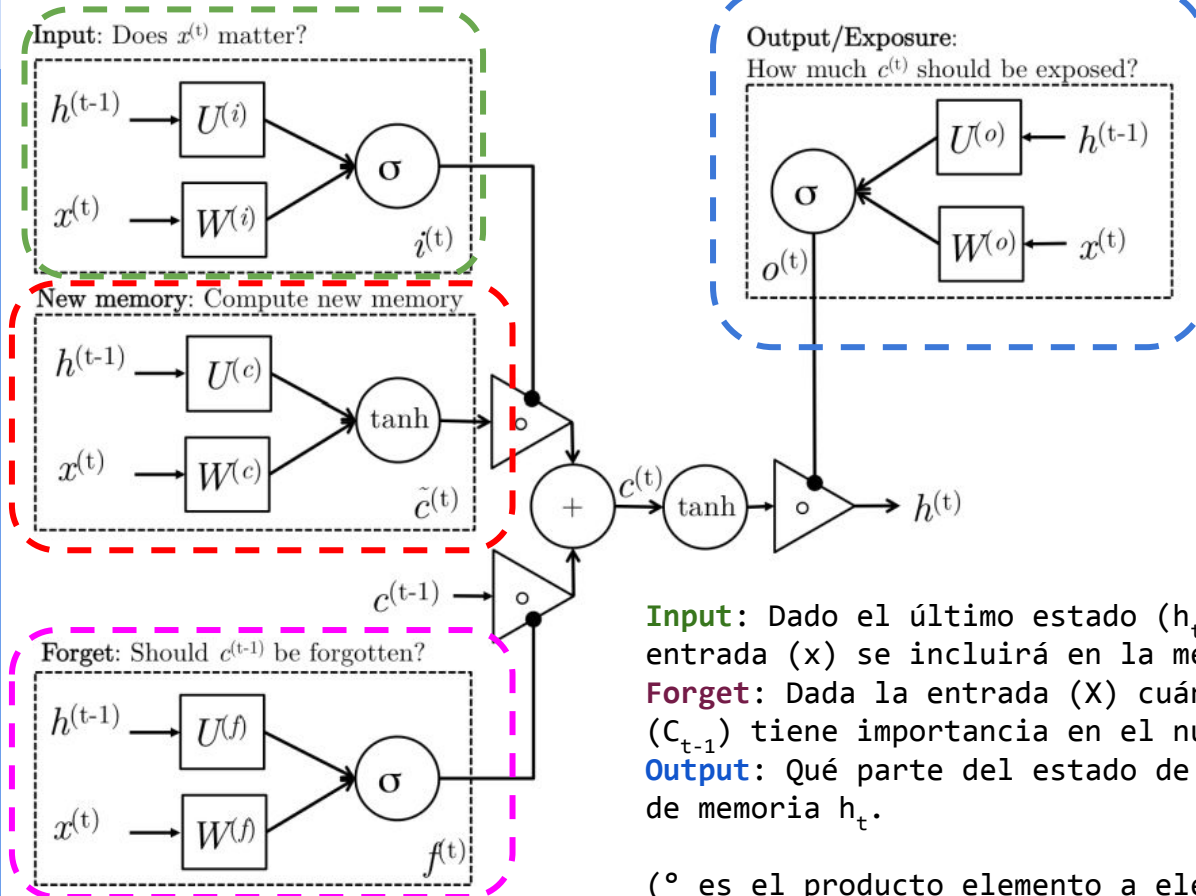 Input: Does x^(t) matter?
h^(t-1)
U^(i)
σ
x^(t)
W^(i)
i^(t)
New memory: Compute new memory
h^(t-1)
U^(c)
tanh
x^(t)
W^(c)
c̃^(t)
c^(t-1)
Forget: Should c^(t-1) be forgotten?
h^(t-1)
U^(f)
σ
x^(t)
W^(f)
f^(t)
∘
∘
+
c^(t)
tanh
∘
h^(t)
Output/Exposure:
How much c^(t) should be exposed?
U^(o)
h^(t-1)
σ
W^(o)
x^(t)
o^(t)
Input: Dado el último estado (h_t
entrada (x) se incluirá en la me
Forget: Dada la entrada (X) cuán
(C_t-1) tiene importancia en el nu
Output: Qué parte del estado de
de memoria h_t.
(° es el producto elemento a ele